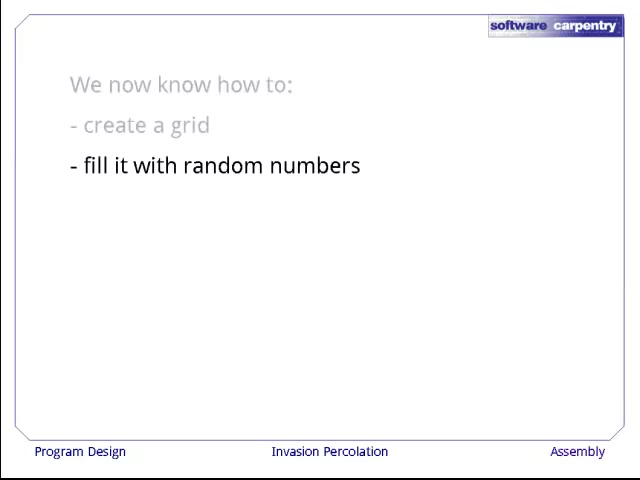 software carpentry
We now know how to:
- create a grid
- fill it with random numbers
Program Design
Invasion Percolation
Assembly